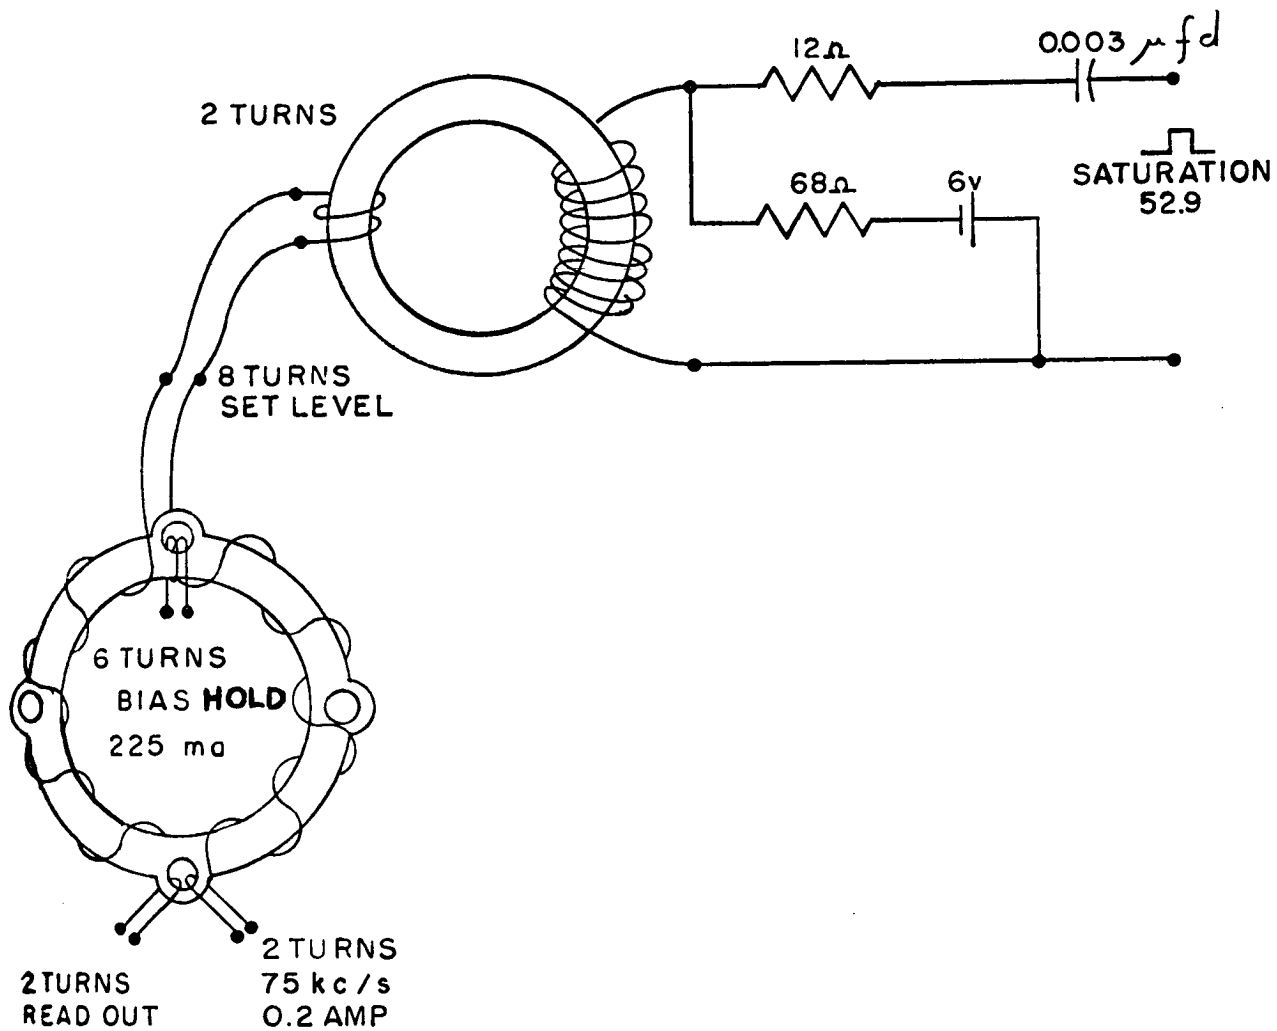 12Ω
0.003 μfd
2 TURNS
68Ω
6v
SATURATION
52.9
8 TURNS
SET LEVEL
6 TURNS
BIAS HOLD
225 ma
2 TURNS
75 kc/s
0.2 AMP
2 TURNS
READ OUT